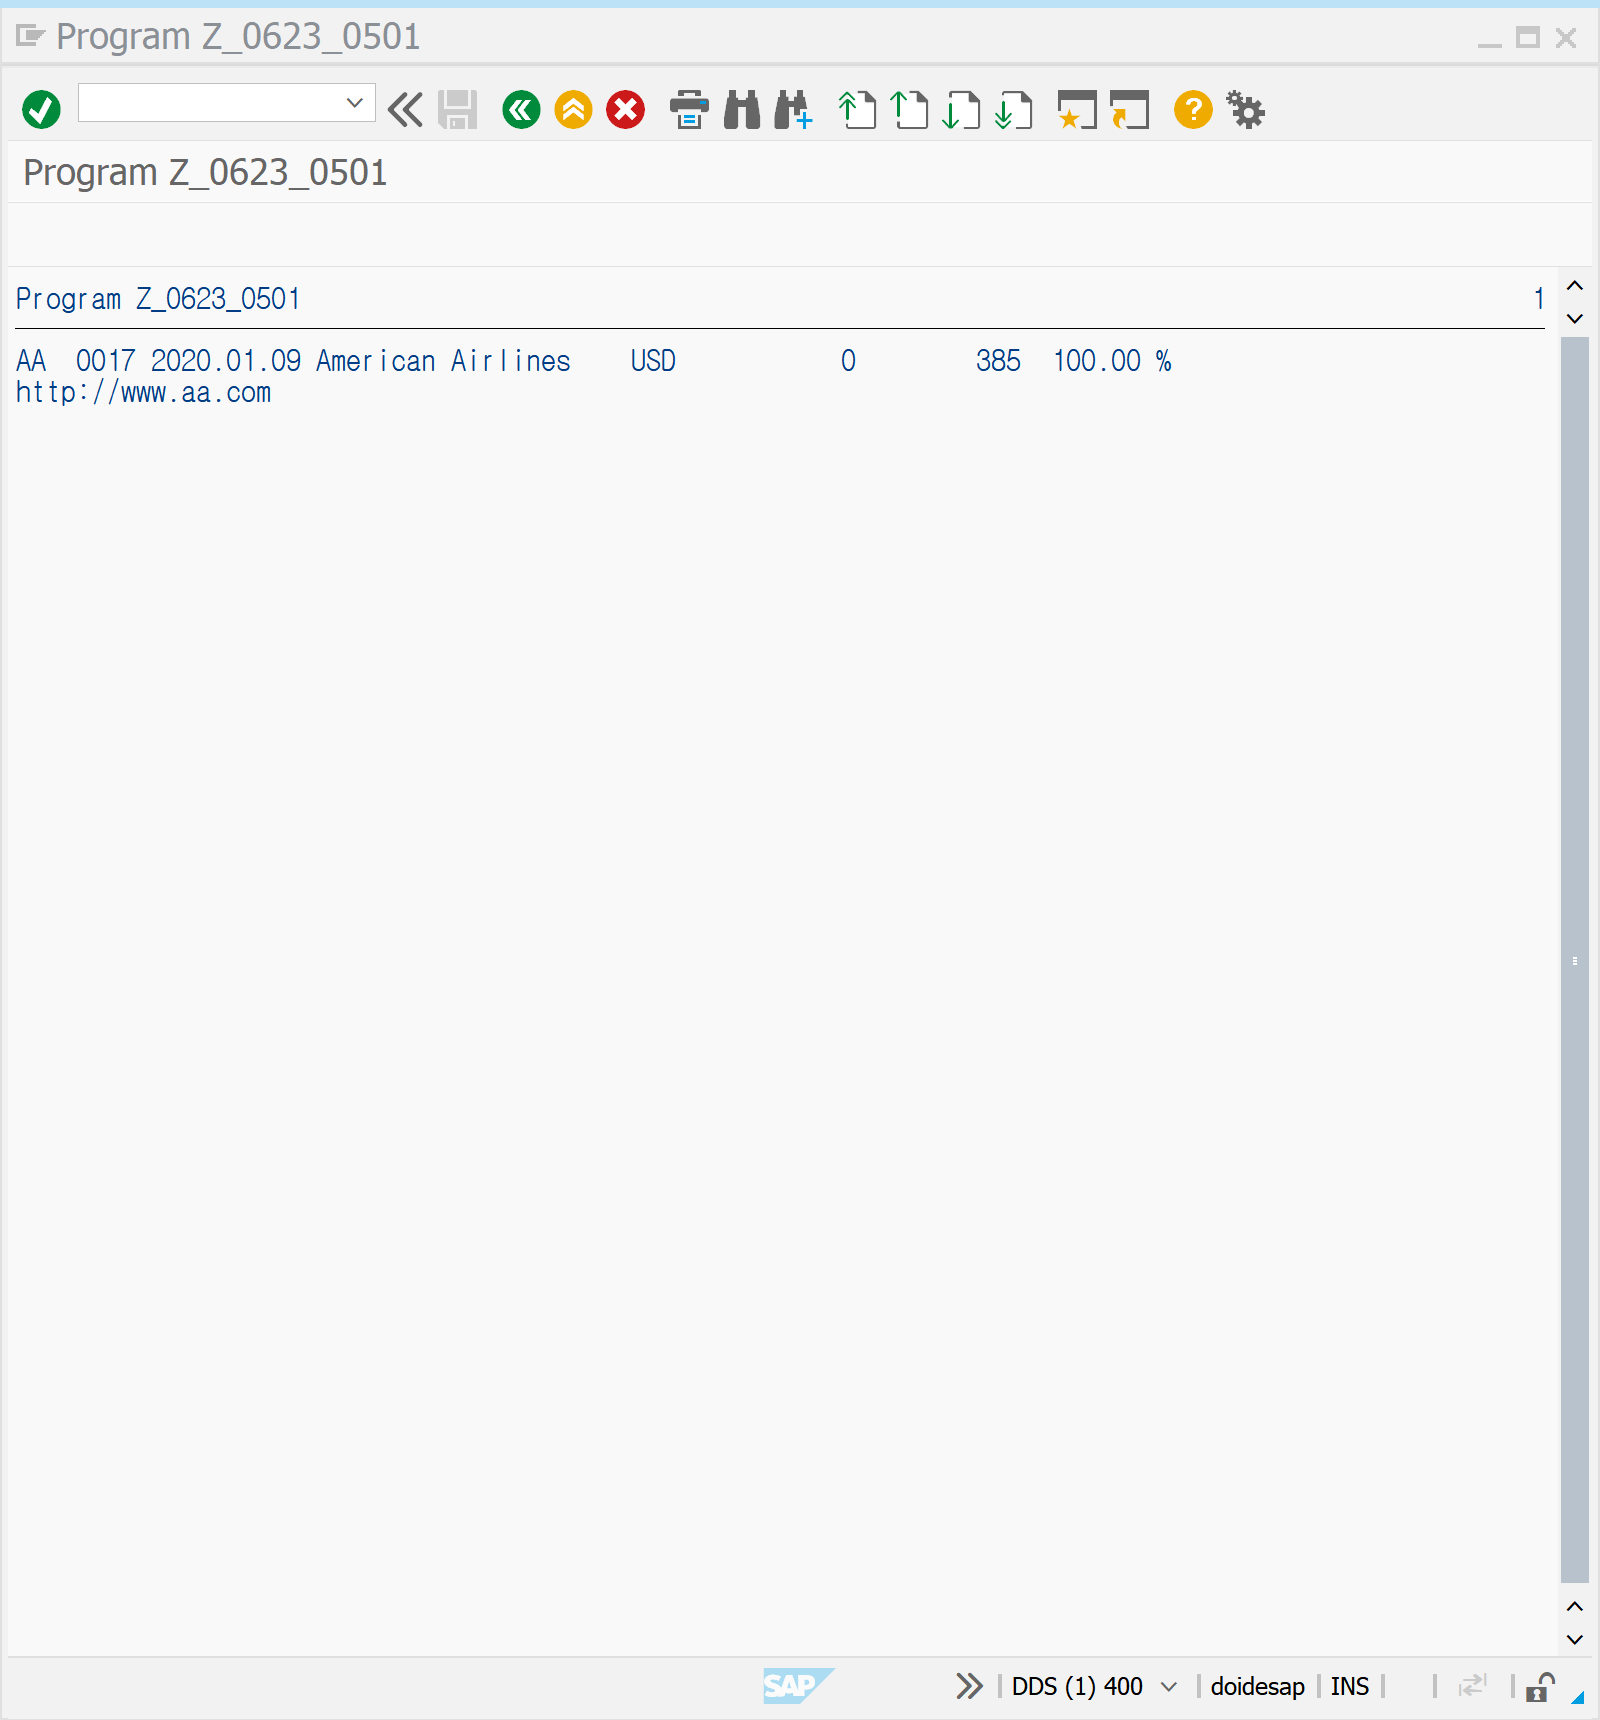 Program Z_0623_0501
Program Z_0623_0501
Program Z_0623_0501 1
AA 0017 2020.01.09 American Airlines USD 0 385 100.00 %
http://www.aa.com
SAP DDS (1) 400 doidesap INS